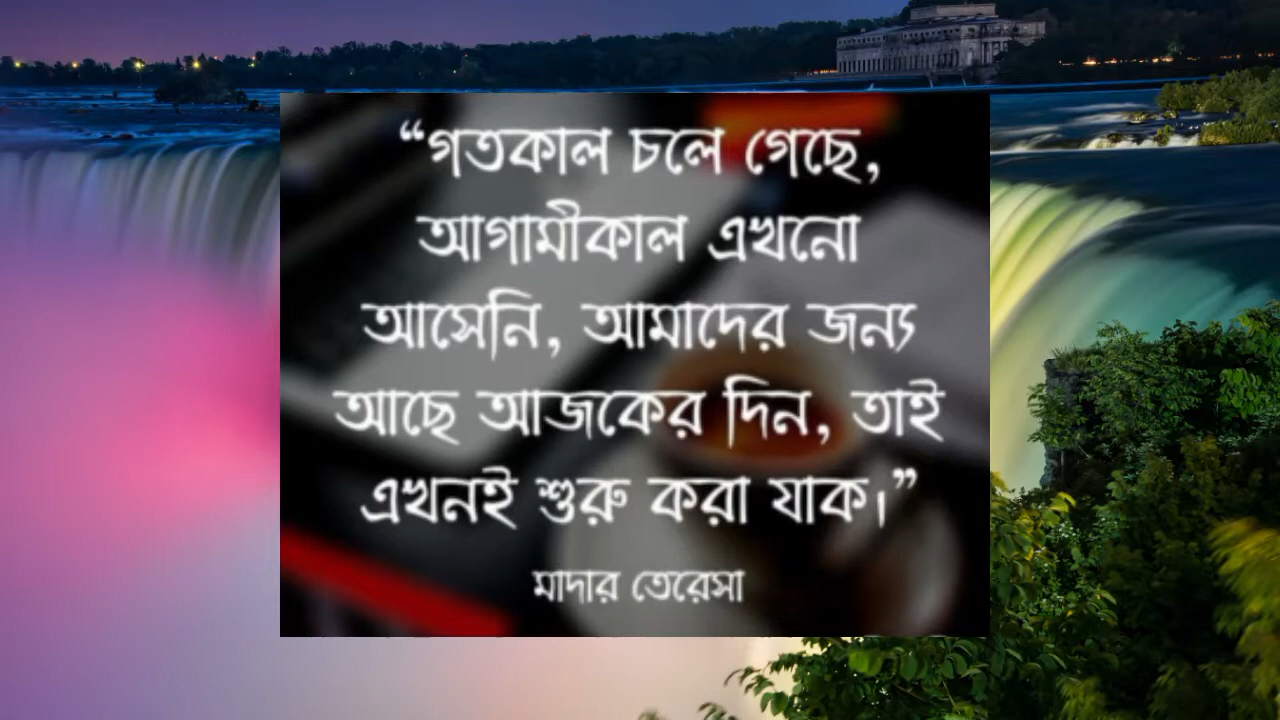 “গতকাল চলে গেছে,
আগামীকাল এখনো
আসেনি, আমাদের জন্য
আছে আজকের দিন, তাই
এখনই শুরু করা যাক।”
মাদার তেরেসা